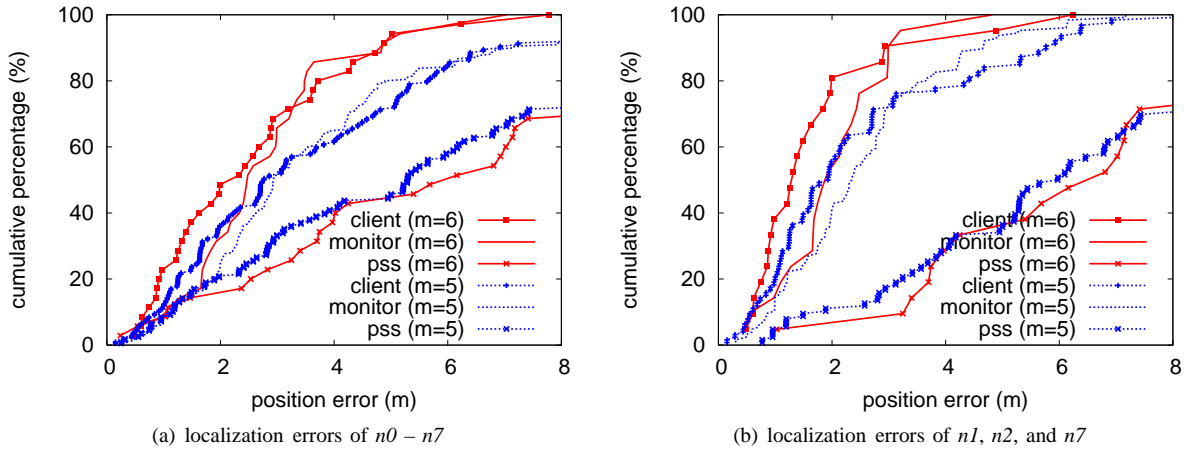 100
80
60
40
20
0
cumulative percentage (%)
client (m=6)
monitor (m=6)
pss (m=6)
client (m=5)
monitor (m=5)
pss (m=5)
0 2 4 6 8
position error (m)
(a) localization errors of n0 – n7
100
80
60
40
20
0
cumulative percentage (%)
client (m=6)
monitor (m=6)
pss (m=6)
client (m=5)
monitor (m=5)
pss (m=5)
0 2 4 6 8
position error (m)
(b) localization errors of n1, n2, and n7